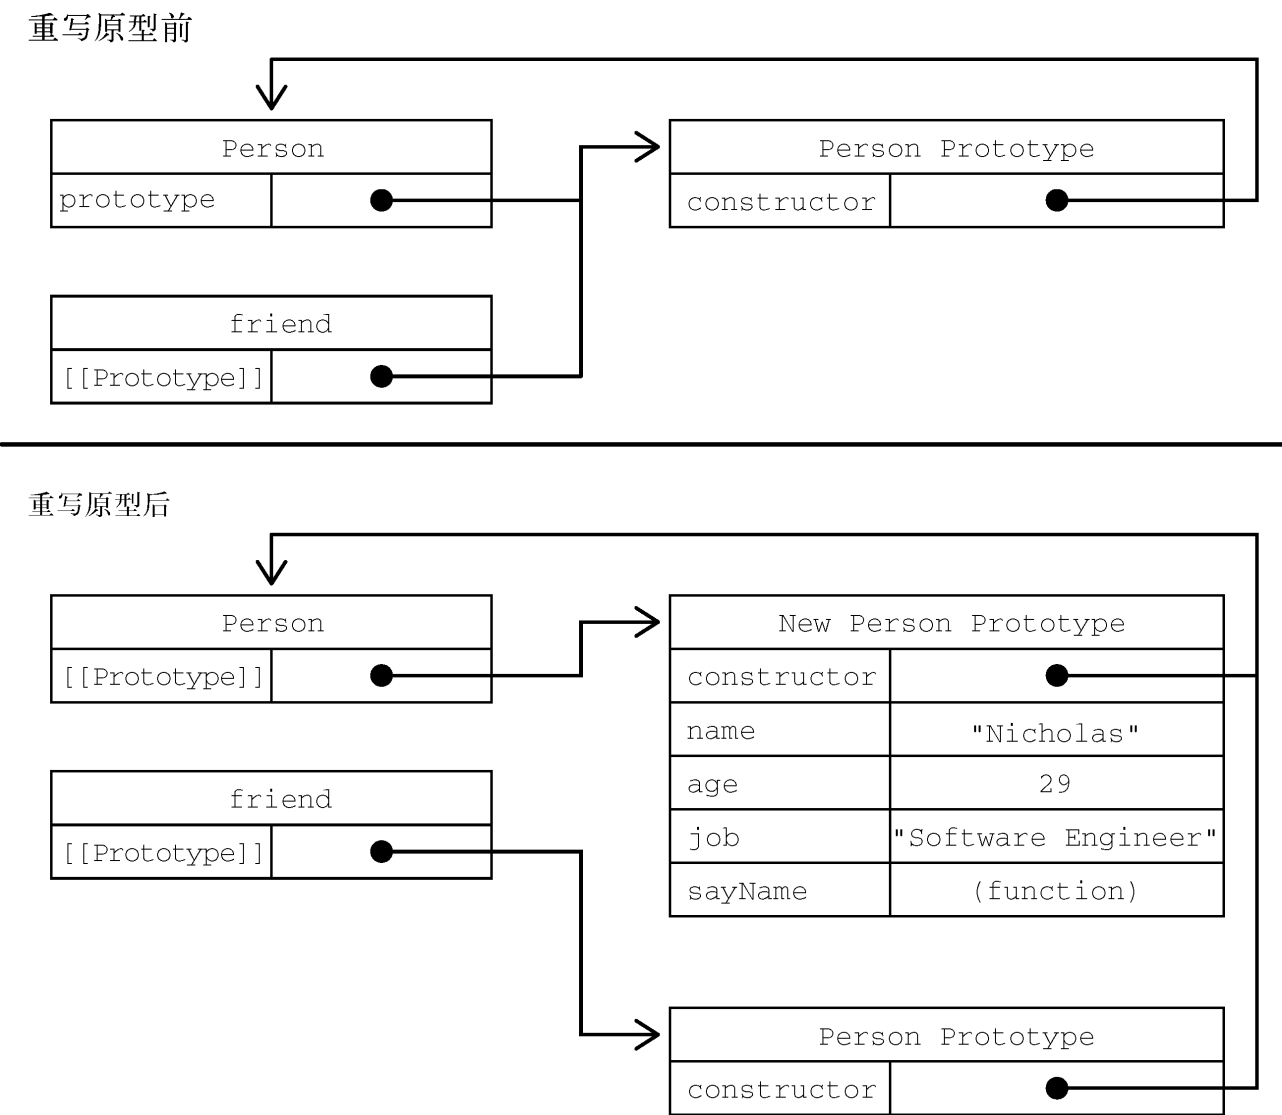 重写原型前
Person
Person Prototype
prototype
constructor
friend
[[Prototype]]
重写原型后
Person
New Person Prototype
[[Prototype]]
constructor
name
"Nicholas"
friend
age
29
[[Prototype]]
job
"Software Engineer"
sayName
(function)
Person Prototype
constructor